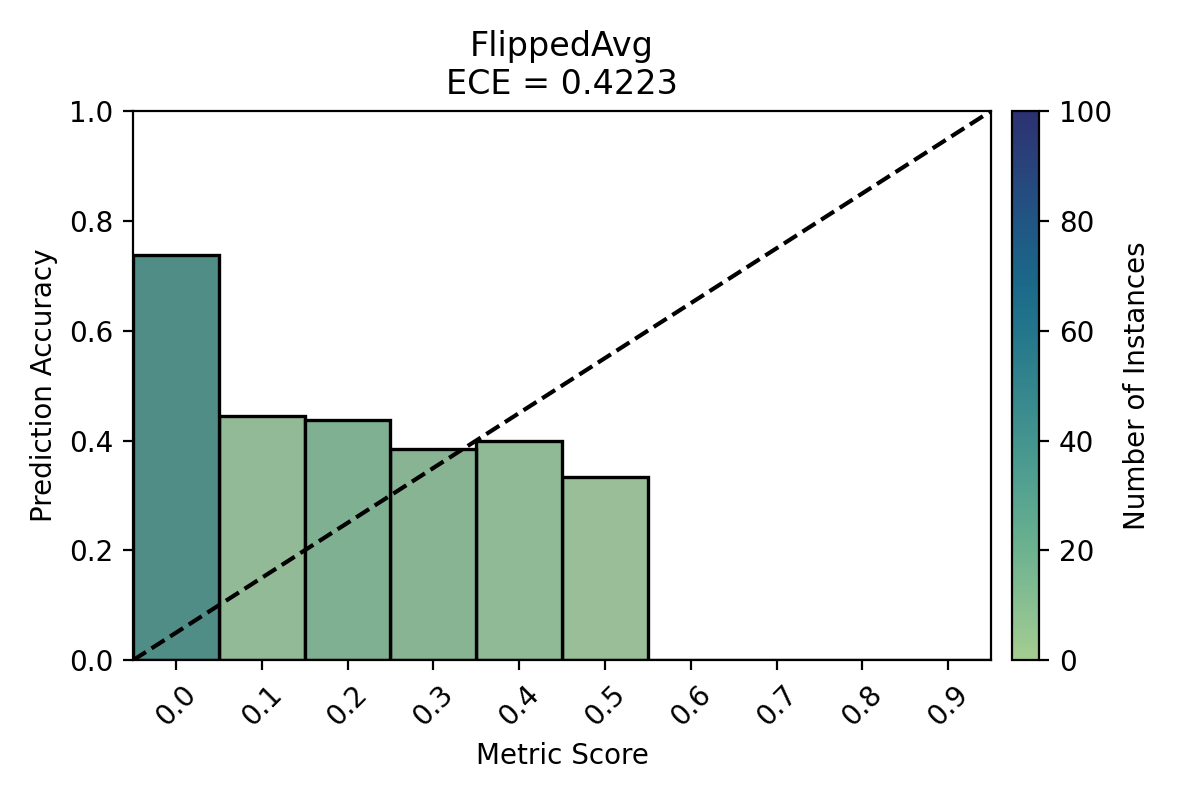 FlippedAvg
ECE = 0.4223
1.0
0.8
0.6
0.4
0.2
0.0
Prediction Accuracy
0.0 0.1 0.2 0.3 0.4 0.5 0.6 0.7 0.8 0.9
Metric Score
100
80
60
40
20
0
Number of Instances